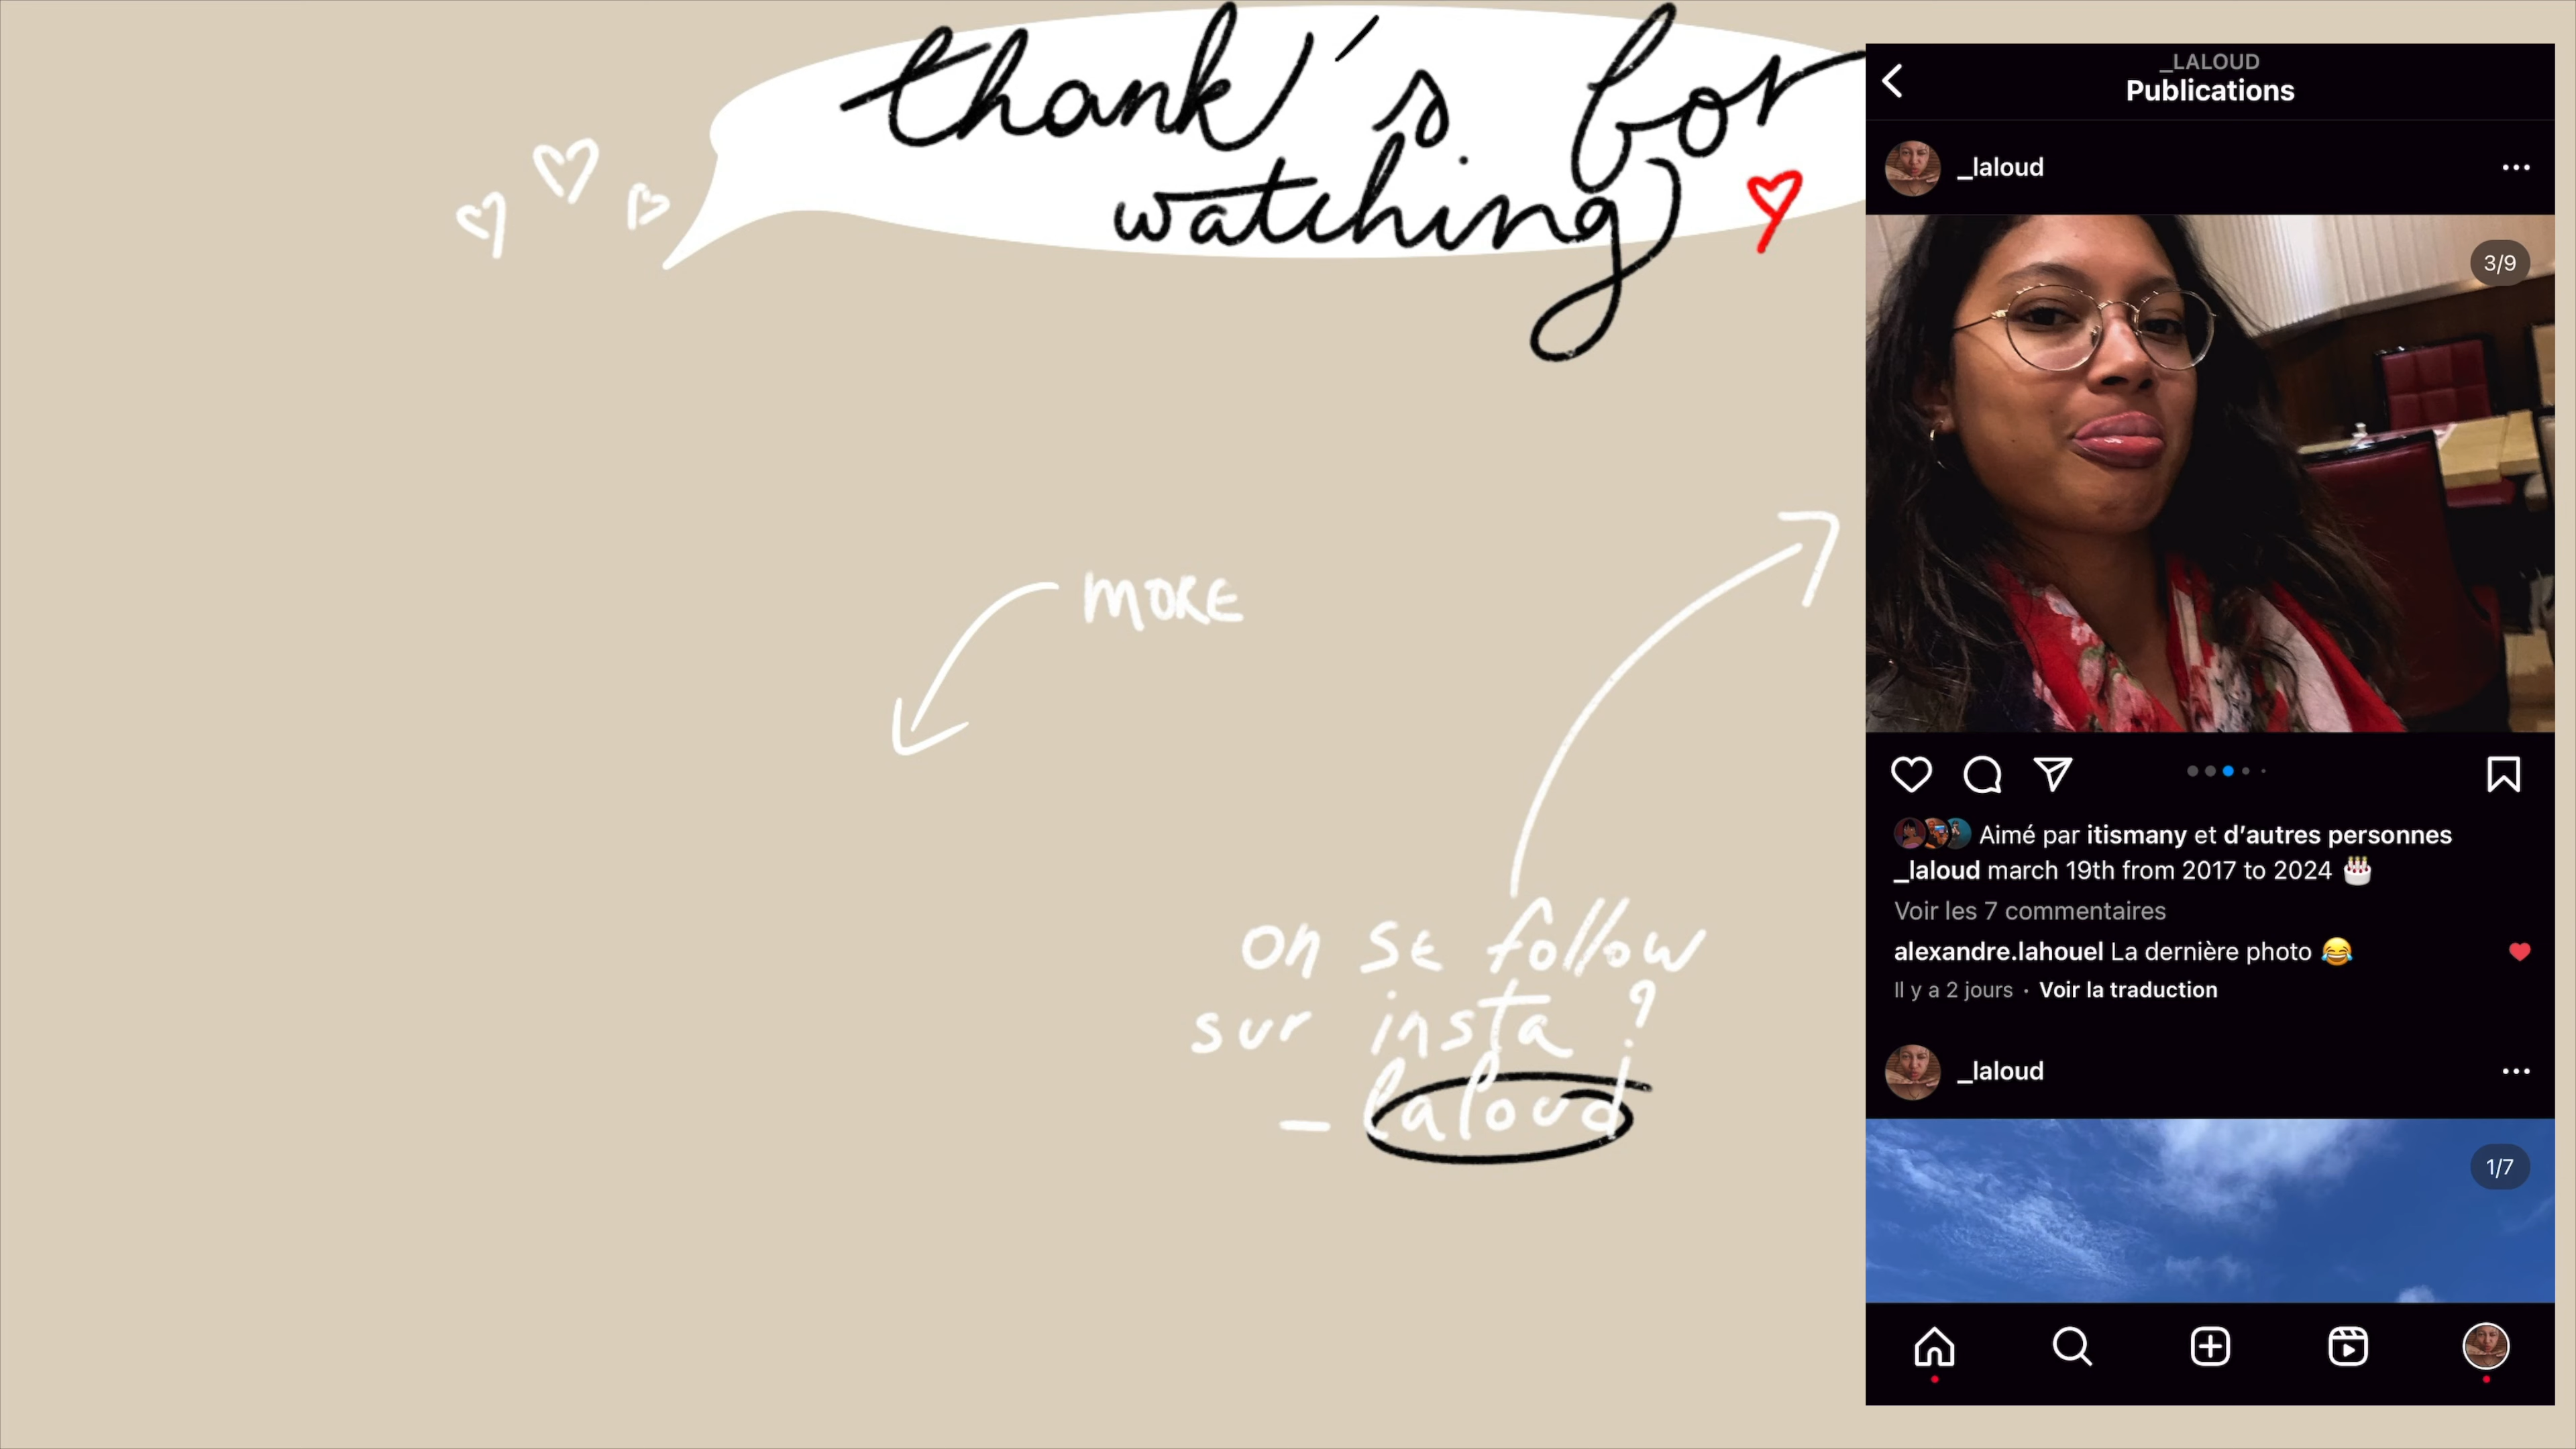 thank's for
watching
MORE
on se follow
sur insta ?
_laloud
_LALOUD
Publications
_laloud
3/9
Aimé par itismany et d'autres personnes
_laloud march 19th from 2017 to 2024 🎂
Voir les 7 commentaires
alexandre.lahouel La dernière photo 😂
Il y a 2 jours · Voir la traduction
_laloud
1/7